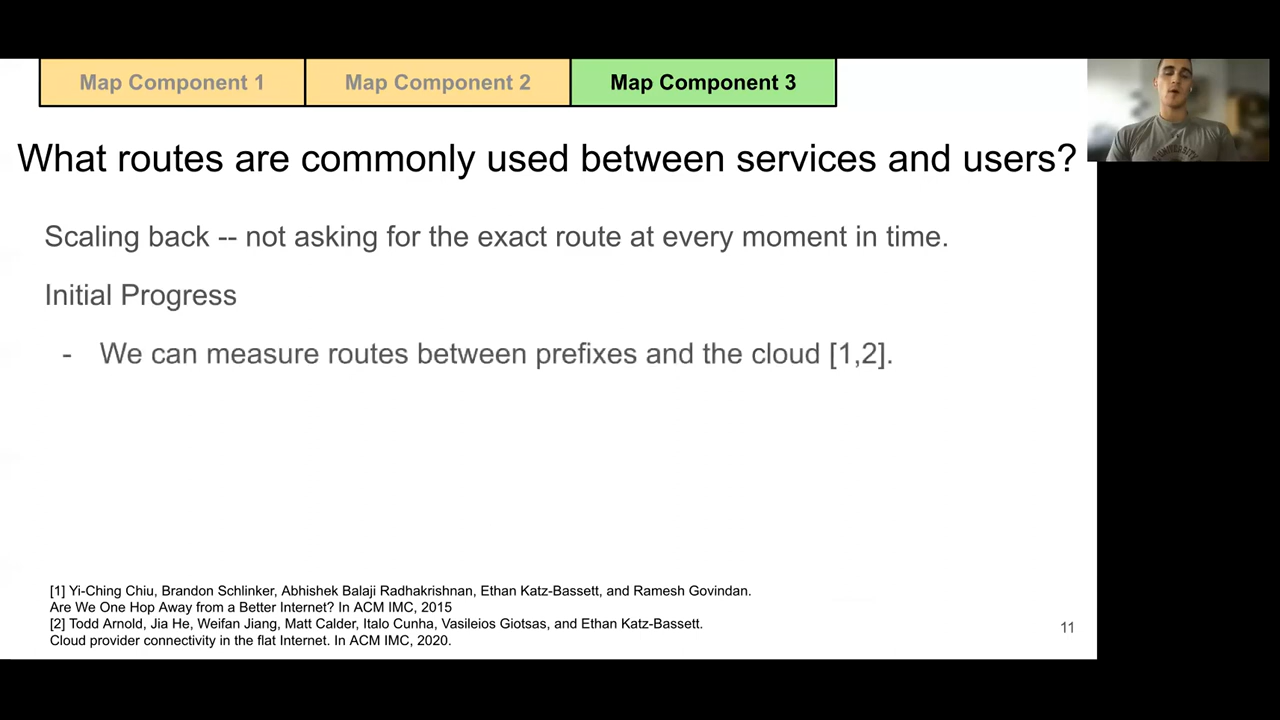 Map Component 1
Map Component 2
Map Component 3
What routes are commonly used between services and users?
Scaling back -- not asking for the exact route at every moment in time.
Initial Progress
- We can measure routes between prefixes and the cloud [1,2].
[1] Yi-Ching Chiu, Brandon Schlinker, Abhishek Balaji Radhakrishnan, Ethan Katz-Bassett, and Ramesh Govindan.
Are We One Hop Away from a Better Internet? In ACM IMC, 2015
[2] Todd Arnold, Jia He, Weifan Jiang, Matt Calder, Italo Cunha, Vasileios Giotsas, and Ethan Katz-Bassett.
Cloud provider connectivity in the flat Internet. In ACM IMC, 2020.
11